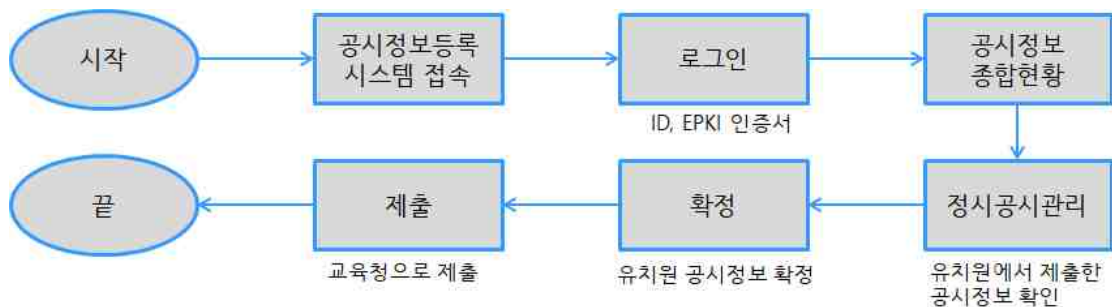 시작
공시정보등록
시스템 접속
로그인
ID, EPKI 인증서
공시정보
종합현황
정시공시관리
유치원에서 제출한
공시정보 확인
확정
유치원 공시정보 확정
제출
교육청으로 제출
끝